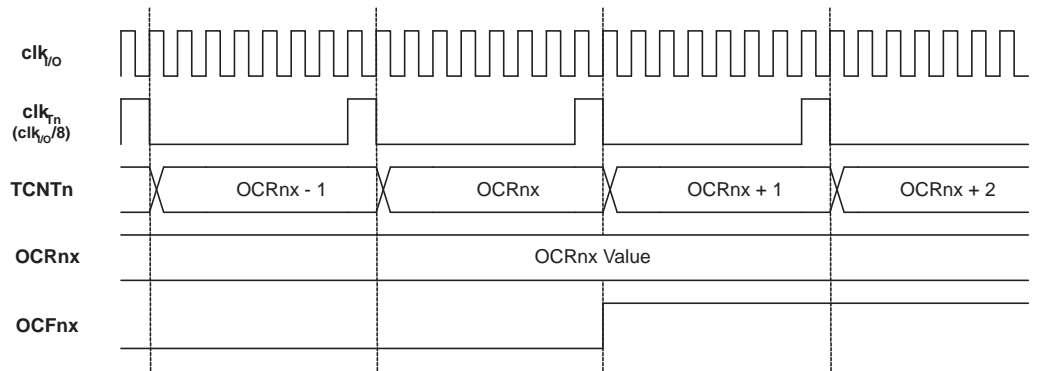 clkI/O
clkTn
(clkI/O/8)
TCNTn OCRnx - 1 OCRnx OCRnx + 1 OCRnx + 2
OCRnx OCRnx Value
OCFnx